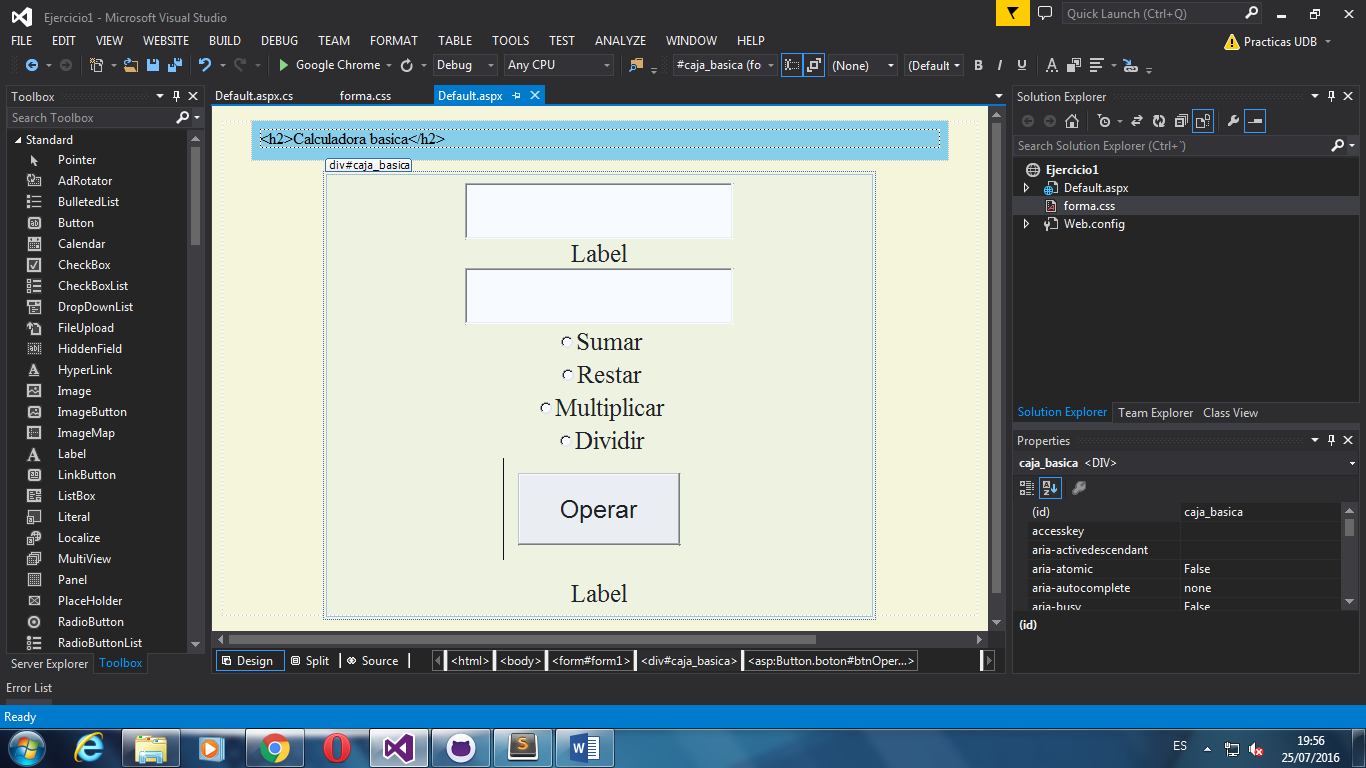 Ejercicio1 - Microsoft Visual Studio
Quick Launch (Ctrl+Q)
FILE EDIT VIEW WEBSITE BUILD DEBUG TEAM FORMAT TABLE TOOLS TEST ANALYZE WINDOW HELP
Practicas UDB
Google Chrome Debug Any CPU #caja_basica (fo (None) (Default B I U A
Toolbox
Search Toolbox
Standard
Pointer
AdRotator
BulletedList
Button
Calendar
CheckBox
CheckBoxList
DropDownList
FileUpload
HiddenField
HyperLink
Image
ImageButton
ImageMap
Label
LinkButton
ListBox
Literal
Localize
MultiView
Panel
PlaceHolder
RadioButton
RadioButtonList
Server Explorer Toolbox
Default.aspx.cs forma.css Default.aspx
<h2>Calculadora basica</h2>
div#caja_basica
Label
Sumar
Restar
Multiplicar
Dividir
Operar
Label
Design Split Source <html> <body> <form#form1> <div#caja_basica> <asp:Button.boton#btnOper...>
Solution Explorer
Search Solution Explorer (Ctrl+´)
Ejercicio1
Default.aspx
forma.css
Web.config
Solution Explorer Team Explorer Class View
Properties
caja_basica <DIV>
(id) caja_basica
accesskey
aria-activedescendant
aria-atomic False
aria-autocomplete none
aria-busy False
(id)
Error List
Ready
ES
19:56
25/07/2016